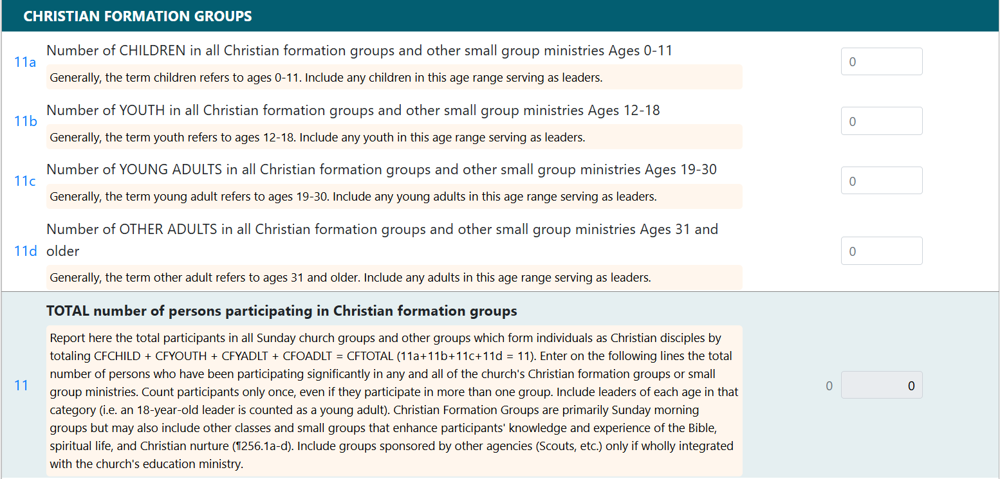 CHRISTIAN FORMATION GROUPS
11a
Number of CHILDREN in all Christian formation groups and other small group ministries Ages 0-11
0
Generally, the term children refers to ages 0-11. Include any children in this age range serving as leaders.
11b
Number of YOUTH in all Christian formation groups and other small group ministries Ages 12-18
0
Generally, the term youth refers to ages 12-18. Include any youth in this age range serving as leaders.
11c
Number of YOUNG ADULTS in all Christian formation groups and other small group ministries Ages 19-30
0
Generally, the term young adult refers to ages 19-30. Include any young adults in this age range serving as leaders.
11d
Number of OTHER ADULTS in all Christian formation groups and other small group ministries Ages 31 and
older
0
Generally, the term other adult refers to ages 31 and older. Include any adults in this age range serving as leaders.
TOTAL number of persons participating in Christian formation groups
11
Report here the total participants in all Sunday church groups and other groups which form individuals as Christian disciples by
totaling CFCHILD + CFYOUTH + CFYADLT + CFOADLT = CFTOTAL (11a+11b+11c+11d = 11). Enter on the following lines the total
number of persons who have been participating significantly in any and all of the church's Christian formation groups or small
group ministries. Count participants only once, even if they participate in more than one group. Include leaders of each age in that
category (i.e. an 18-year-old leader is counted as a young adult). Christian Formation Groups are primarily Sunday morning
groups but may also include other classes and small groups that enhance participants' knowledge and experience of the Bible,
spiritual life, and Christian nurture (¶256.1a-d). Include groups sponsored by other agencies (Scouts, etc.) only if wholly integrated
with the church's education ministry.
0 0